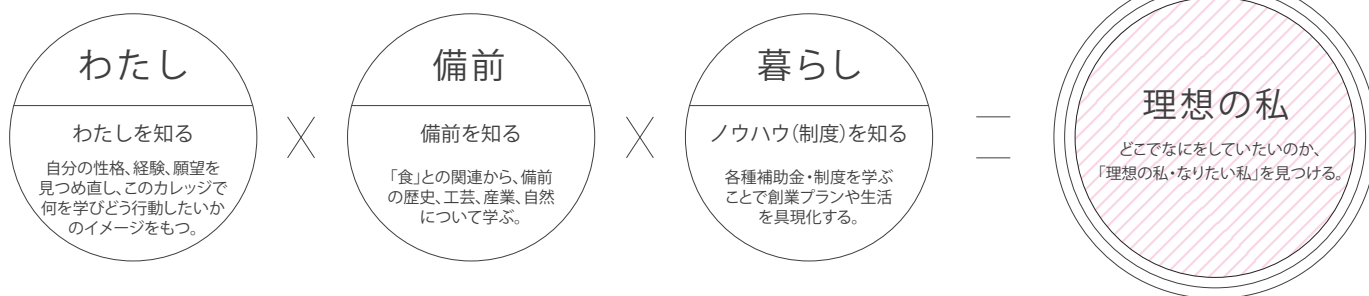 わたし
わたしを知る
自分の性格、経験、願望を
見つめ直し、このカレッジで
何を学びどう行動したいか
のイメージをもつ。
×
備前
備前を知る
「食」との関連から、備前
の歴史、工芸、産業、自然
について学ぶ。
×
暮らし
ノウハウ(制度)を知る
各種補助金・制度を学ぶ
ことで創業プランや生活
を具現化する。
=
理想の私
どこでなにをしていたいのか、
「理想の私・なりたい私」を見つける。